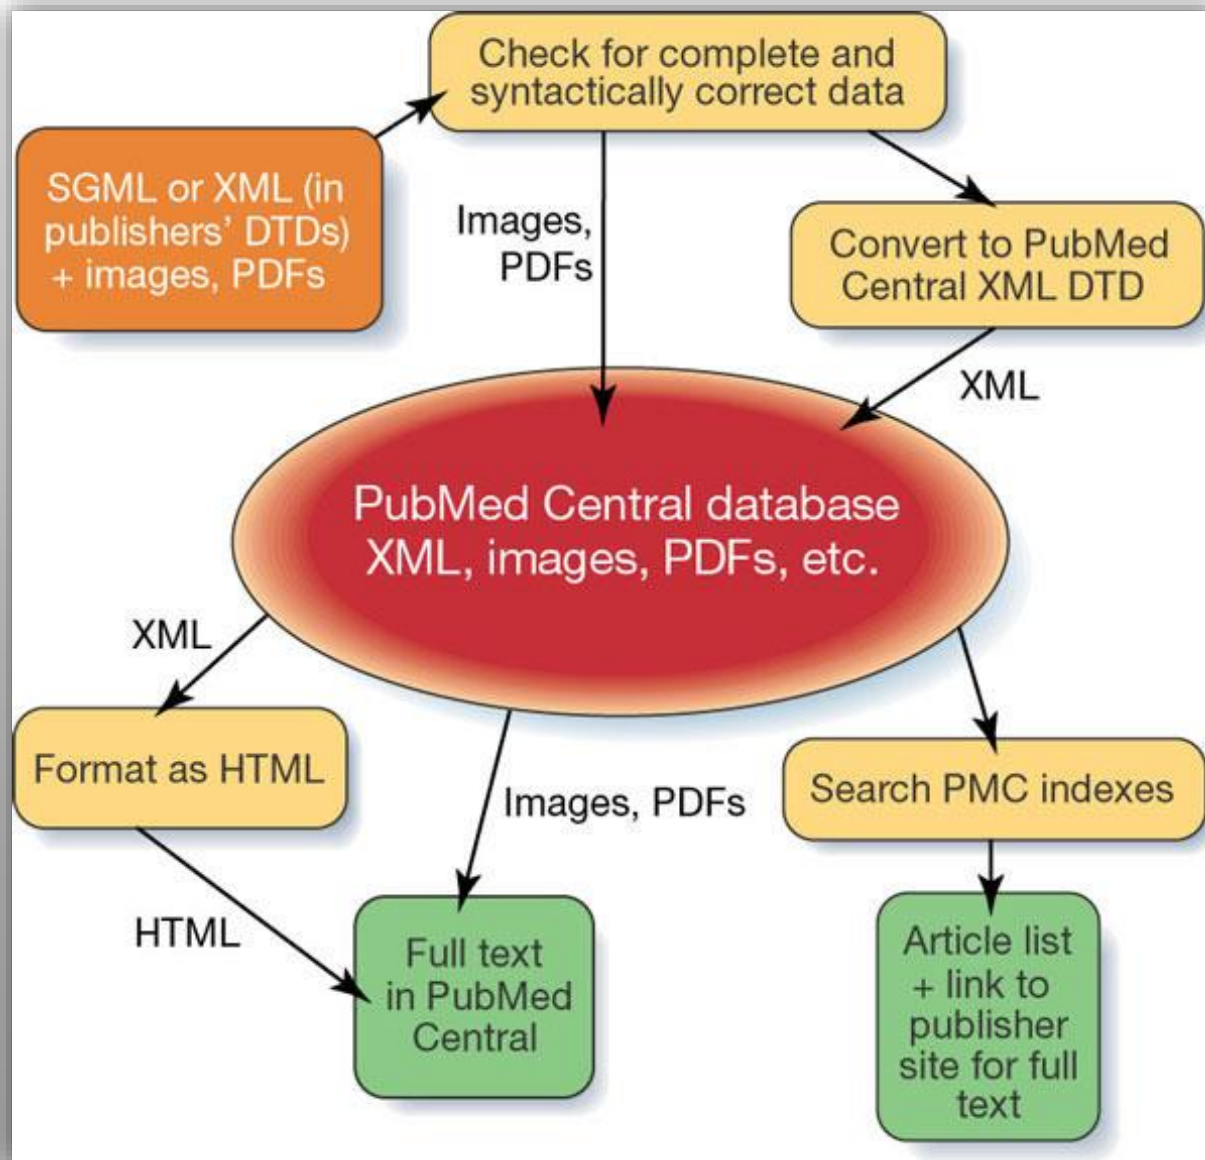 Check for complete and
syntactically correct data
SGML or XML (in
publishers' DTDs)
+ images, PDFs
Images,
PDFs
Convert to PubMed
Central XML DTD
XML
PubMed Central database
XML, images, PDFs, etc.
XML
Format as HTML
Images, PDFs
Search PMC indexes
HTML
Full text
in PubMed
Central
Article list
+ link to
publisher
site for full
text